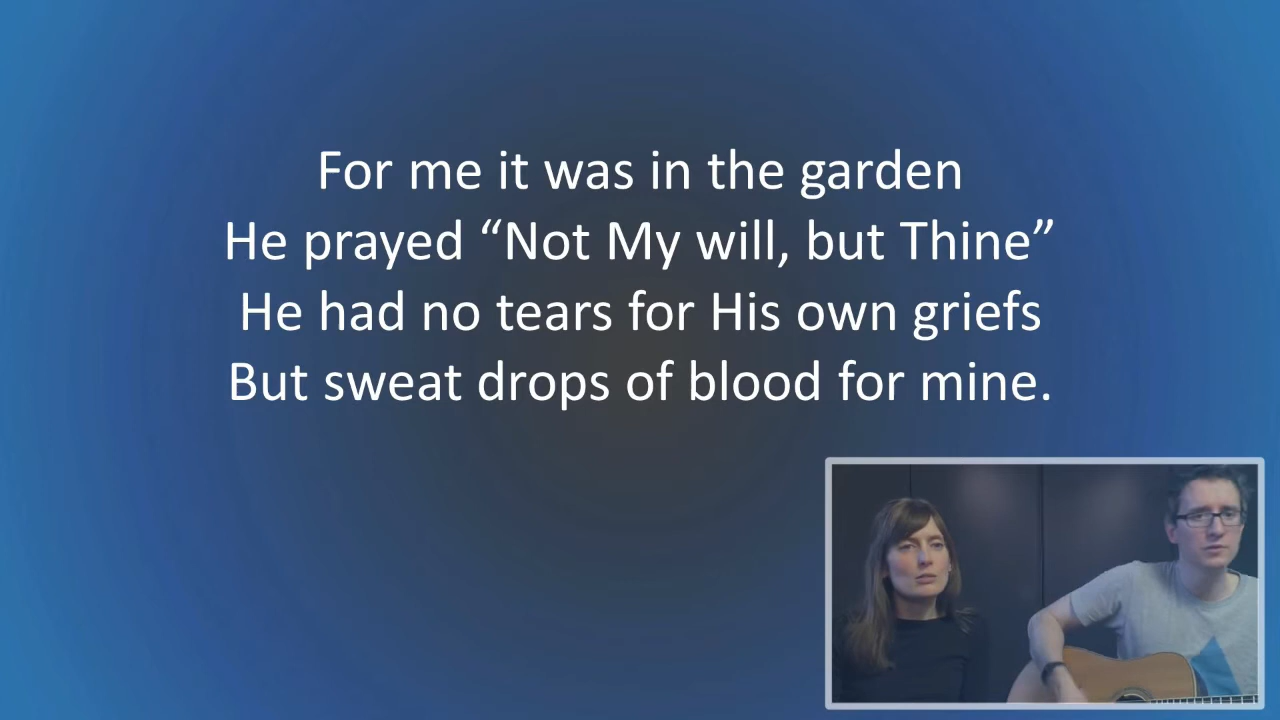 For me it was in the garden
He prayed “Not My will, but Thine”
He had no tears for His own griefs
But sweat drops of blood for mine.